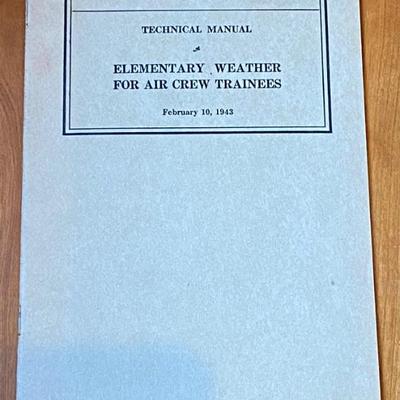 TECHNICAL MANUAL
ELEMENTARY WEATHER
FOR AIR CREW TRAINEES
February 10, 1943